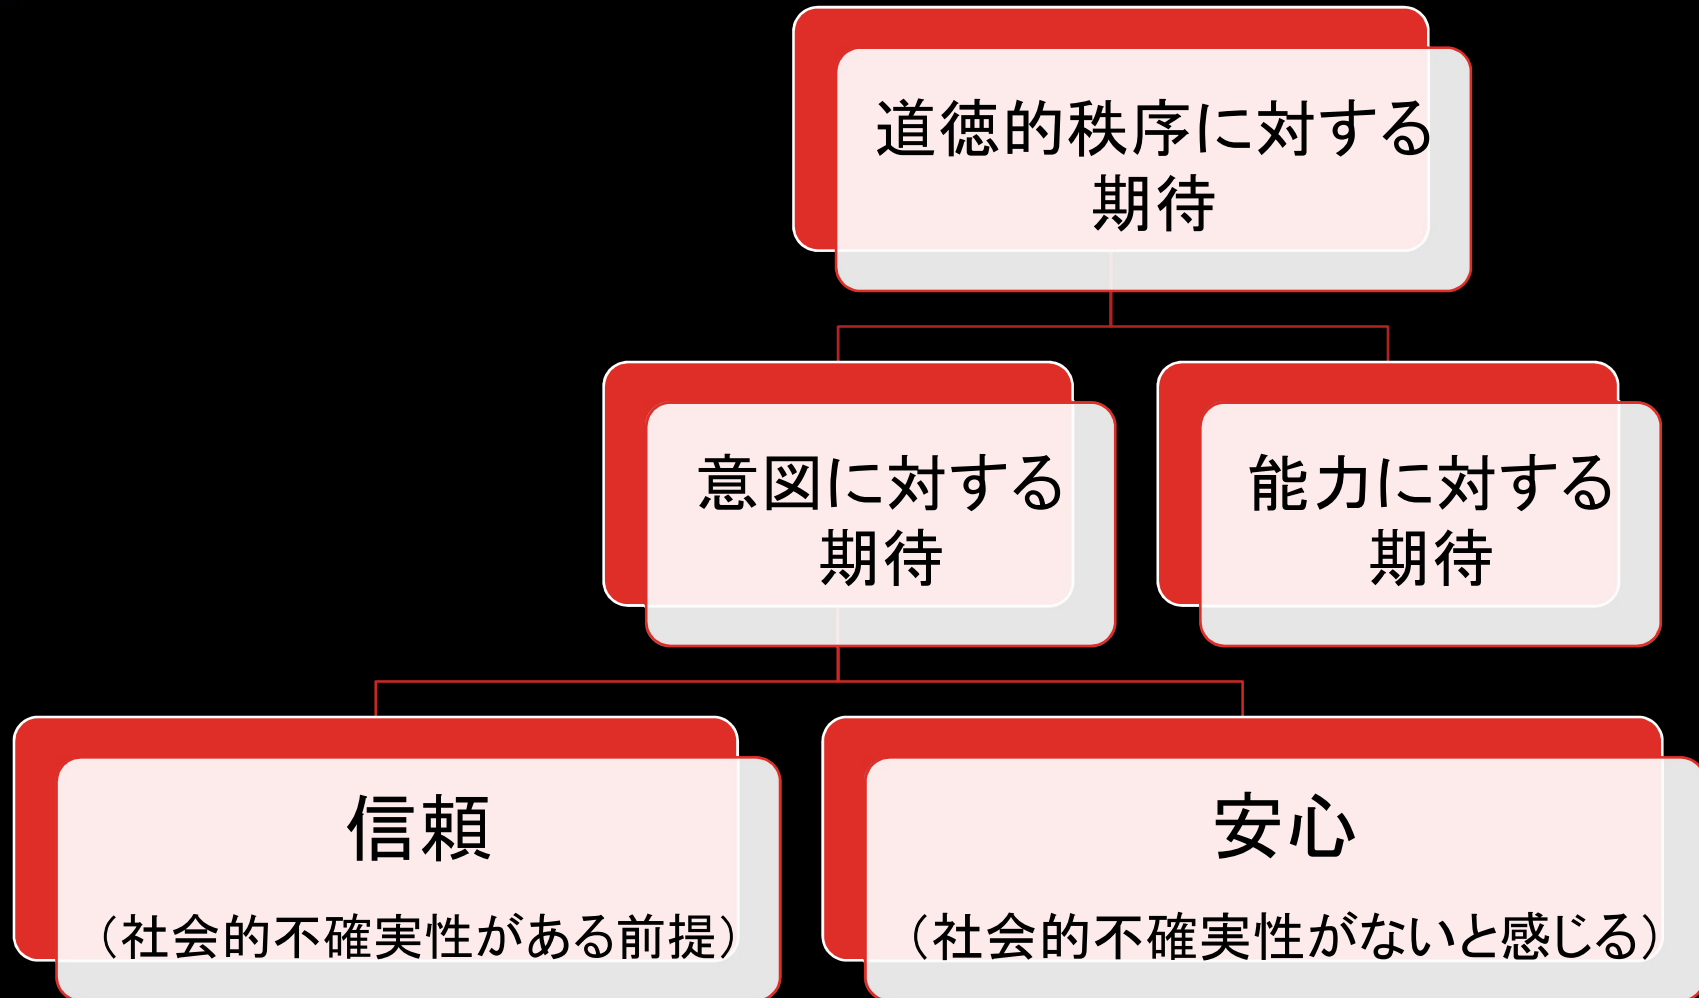 道徳的秩序に対する
期待
意図に対する
期待
能力に対する
期待
信頼
（社会的不確実性がある前提）
安心
（社会的不確実性がないと感じる）